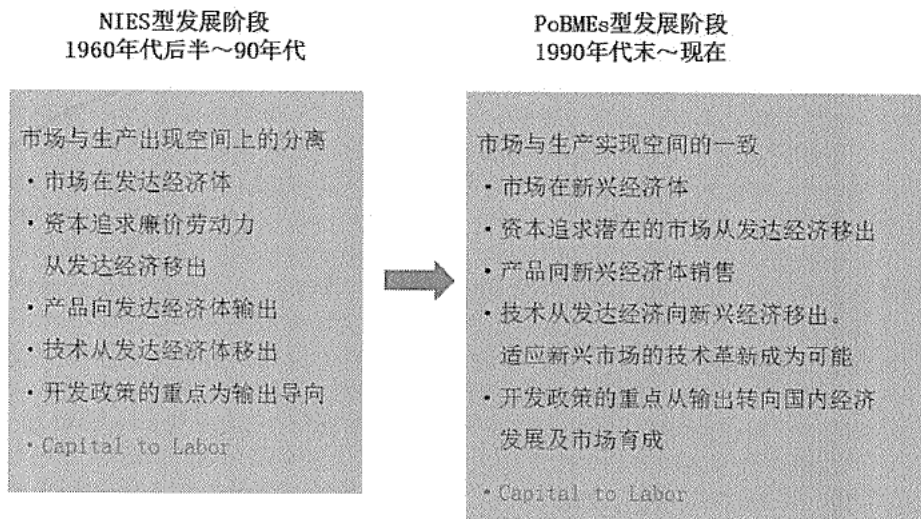 NIES型发展阶段
1960年代后半～90年代
市场与生产出现空间上的分离
·市场在发达经济体
·资本追求廉价劳动力
从发达经济移出
·产品向发达经济体输出
·技术从发达经济体移出
·开发政策的重点为输出导向
·Capital to Labor
PoBMEs型发展阶段
1990年代末～现在
市场与生产实现空间的一致
·市场在新兴经济体
·资本追求潜在的市场从发达经济移出
·产品向新兴经济体销售
·技术从发达经济向新兴经济移出。
适应新兴市场的技术革新成为可能
·开发政策的重点从输出转向国内经济
发展及市场育成
·Capital to Labor